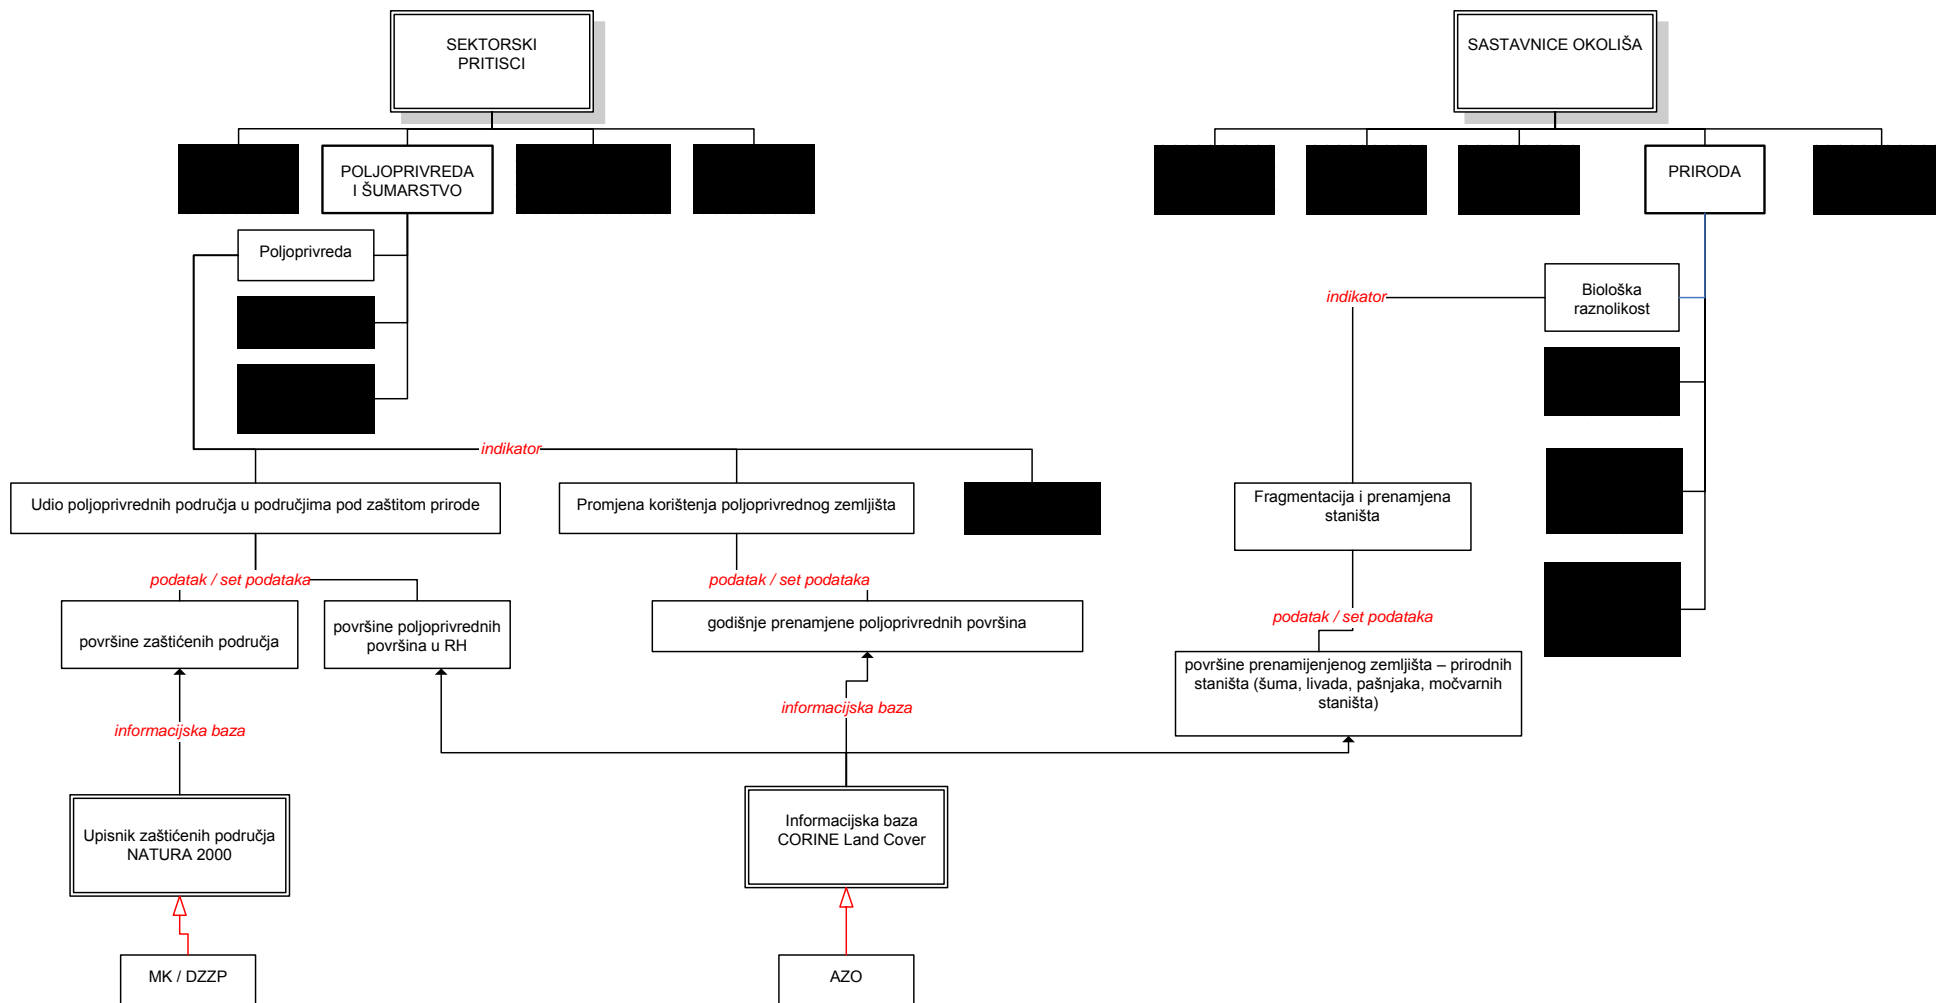 SEKTORSKI
PRITISCI
SASTAVNICE OKOLIŠA
POLJOPRIVREDA
I ŠUMARSTVO
PRIRODA
Poljoprivreda
indikator
Biološka
raznolikost
indikator
Udio poljoprivrednih područja u područjima pod zaštitom prirode
Promjena korištenja poljoprivrednog zemljišta
Fragmentacija i prenamjena
staništa
podatak / set podataka
podatak / set podataka
podatak / set podataka
površine zaštićenih područja
površine poljoprivrednih
površina u RH
godišnje prenamjene poljoprivrednih površina
površine prenamijenjenog zemljišta – prirodnih
staništa (šuma, livada, pašnjaka, močvarnih
staništa)
informacijska baza
informacijska baza
Upisnik zaštićenih područja
NATURA 2000
Informacijska baza
CORINE Land Cover
MK / DZZP
AZO